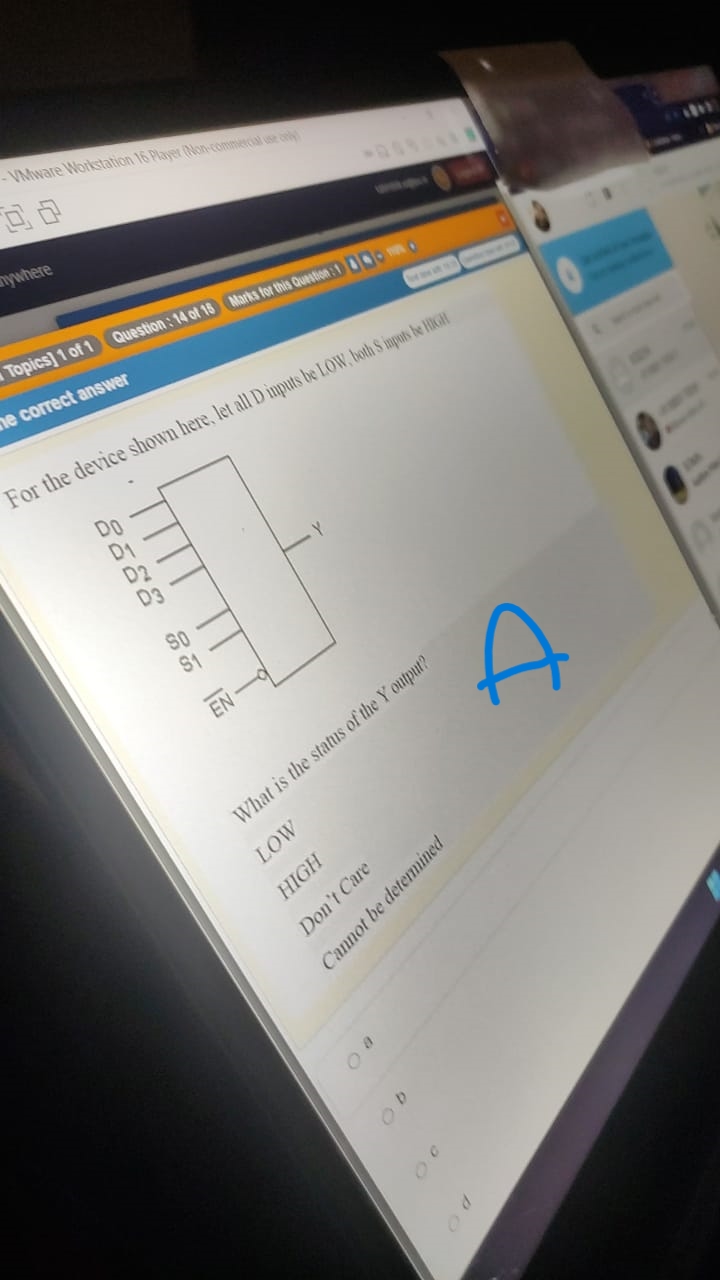 - VMware Workstation 16 Player (Non-commercial use only)
nywhere
Topics] 1 of 1
Question : 14 of 16
Marks for this Question : 1
he correct answer
For the device shown here, let all D inputs be LOW, both S inputs be HIGH
D0
D1
D2
D3
S0
S1
EN
Y
What is the status of the Y output?
A
LOW
HIGH
Don't Care
Cannot be determined
a
b
c
d